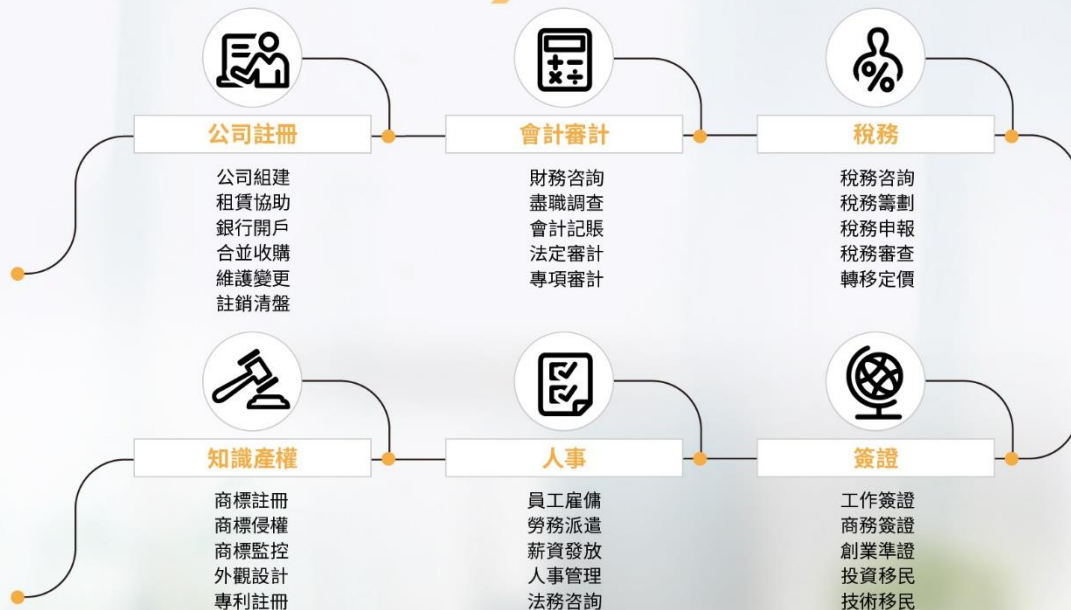 公司註冊
公司組建
租賃協助
銀行開戶
合並收購
維護變更
註銷清盤
會計審計
財務咨詢
盡職調查
會計記賬
法定審計
專項審計
稅務
稅務咨詢
稅務籌劃
稅務申報
稅務審查
轉移定價
知識產權
商標註冊
商標侵權
商標監控
外觀設計
專利註冊
人事
員工雇傭
勞務派遣
薪資發放
人事管理
法務咨詢
簽證
工作簽證
商務簽證
創業準證
投資移民
技術移民